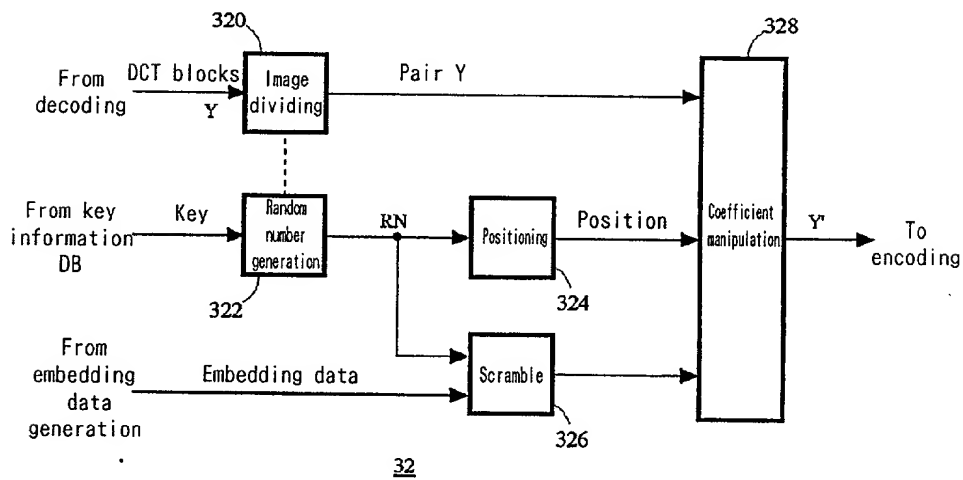 320
328
From
decoding
DCT blocks
Y
Image
dividing
Pair Y
From key
information
DB
Key
Random
number
generation
322
RN
Positioning
324
Position
Coefficient
manipulation
Y'
To
encoding
From
embedding
data
generation
Embedding data
Scramble
326
32